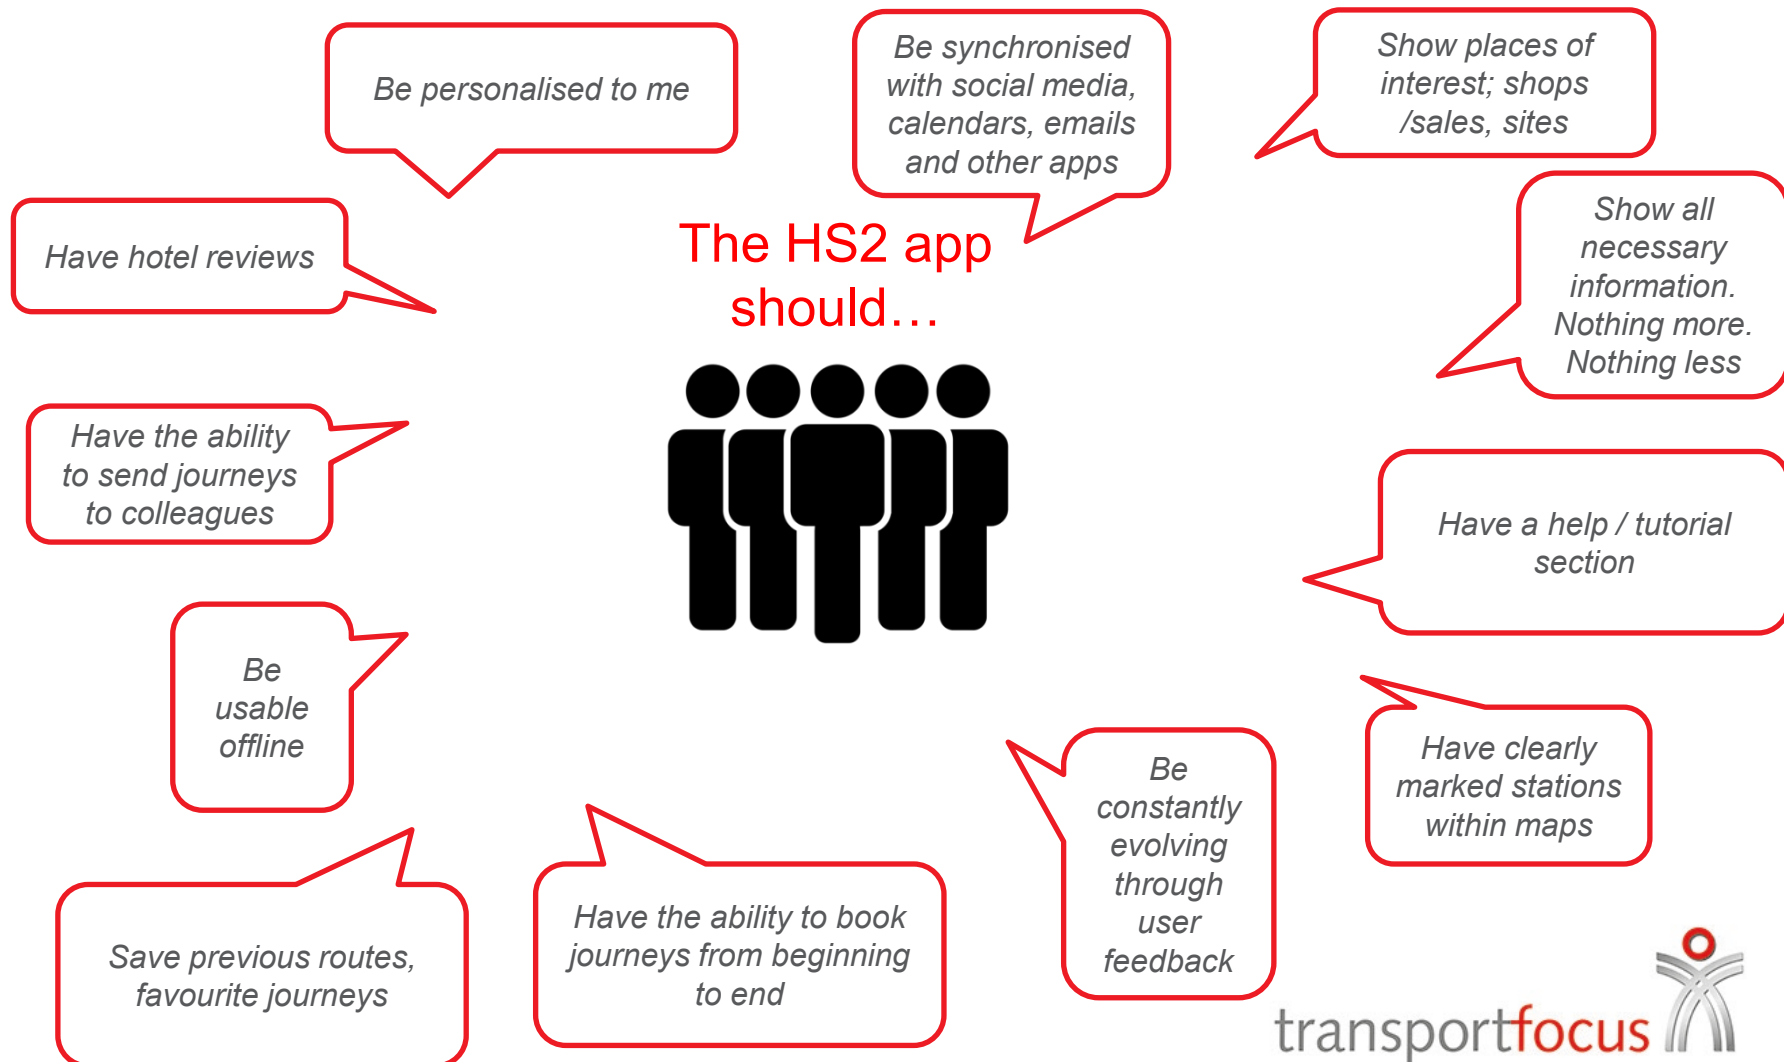 Be personalised to me
Be synchronised
with social media,
calendars, emails
and other apps
Show places of
interest; shops
/sales, sites
Have hotel reviews
The HS2 app
should…
Show all
necessary
information.
Nothing more.
Nothing less
Have the ability
to send journeys
to colleagues
Have a help / tutorial
section
Be
usable
offline
Have clearly
marked stations
within maps
Be
constantly
evolving
through
user
feedback
Save previous routes,
favourite journeys
Have the ability to book
journeys from beginning
to end
transportfocus